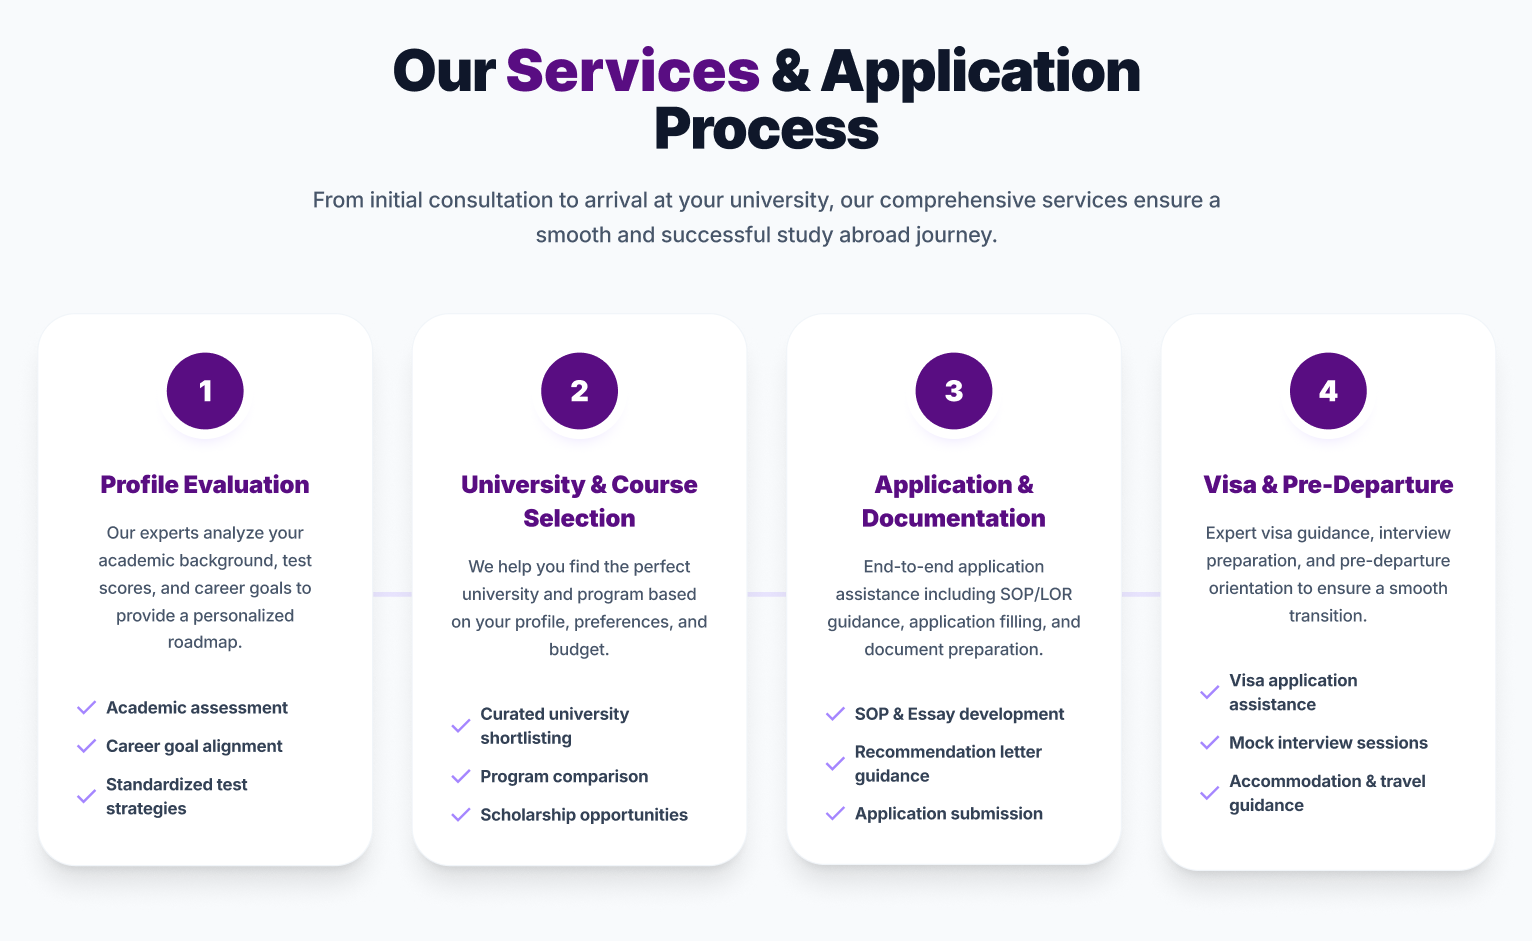 Our Services & Application
Process
From initial consultation to arrival at your university, our comprehensive services ensure a
smooth and successful study abroad journey.
1
Profile Evaluation
Our experts analyze your
academic background, test
scores, and career goals to
provide a personalized
roadmap.
Academic assessment
Career goal alignment
Standardized test
strategies
2
University & Course
Selection
We help you find the perfect
university and program based
on your profile, preferences, and
budget.
Curated university
shortlisting
Program comparison
Scholarship opportunities
3
Application &
Documentation
End-to-end application
assistance including SOP/LOR
guidance, application filling, and
document preparation.
SOP & Essay development
Recommendation letter
guidance
Application submission
4
Visa & Pre-Departure
Expert visa guidance, interview
preparation, and pre-departure
orientation to ensure a smooth
transition.
Visa application
assistance
Mock interview sessions
Accommodation & travel
guidance